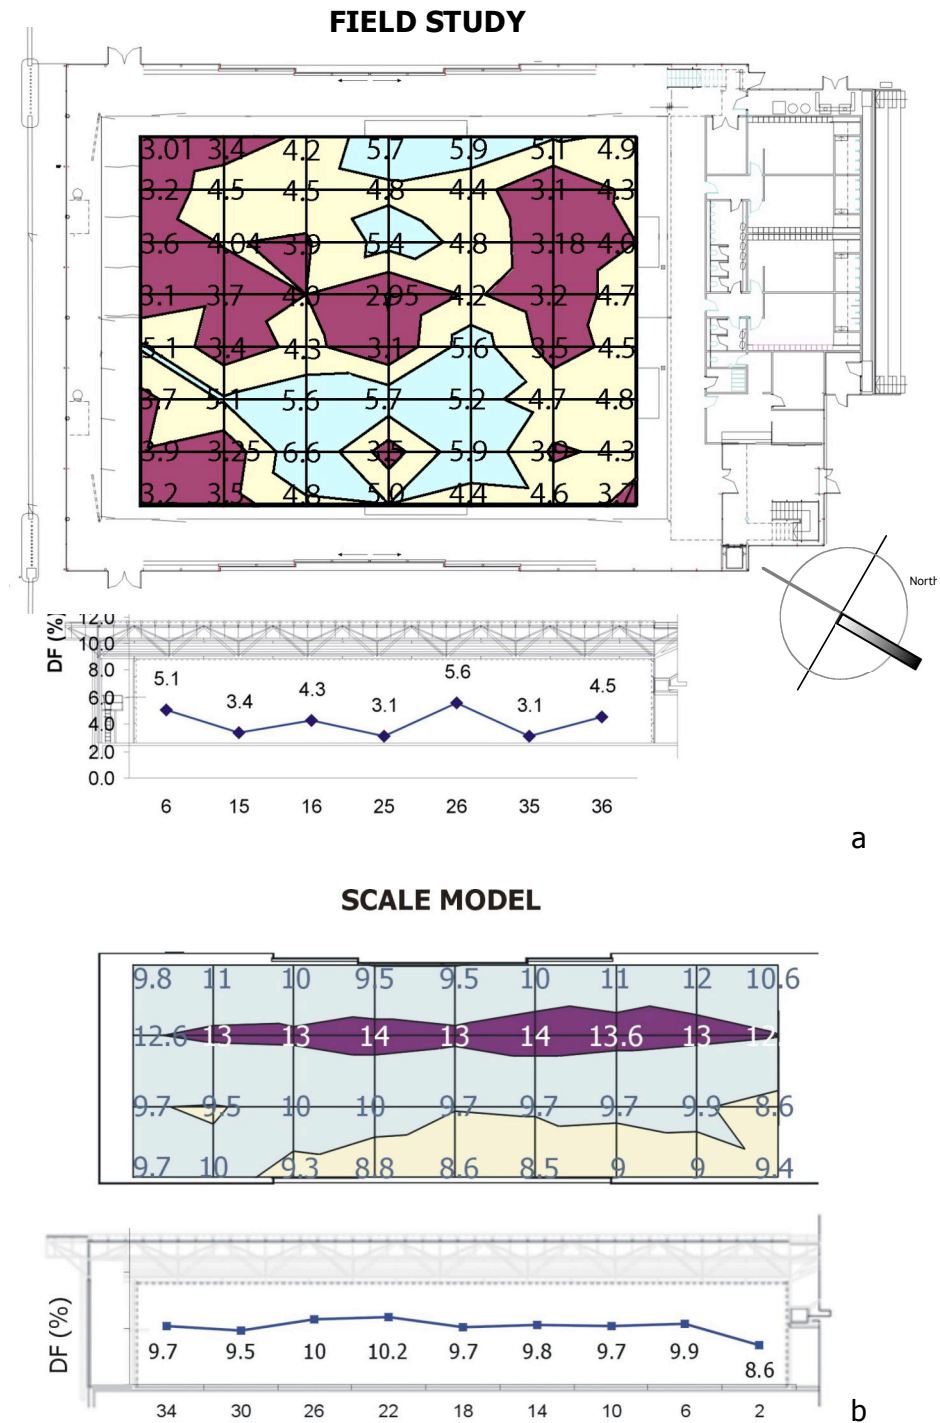 FIELD STUDY
3.01 3.4 4.2 5.7 5.9 5.1 4.9
3.2 4.5 4.5 4.8 4.4 3.1 4.3
3.6 4.04 3.9 5.4 4.8 3.18 4.0
3.1 3.7 4.0 2.95 4.2 3.2 4.7
5.1 3.4 4.3 3.1 5.6 3.5 4.5
3.7 5.1 5.6 5.7 5.2 4.7 4.8
3.9 3.25 6.6 3.5 5.9 3.9 4.3
3.2 3.5 4.8 5.0 4.4 4.6 3.7
North
DF (%)
12.0
10.0
8.0
6.0
4.0
2.0
0.0
5.1 3.4 4.3 3.1 5.6 3.1 4.5
6 15 16 25 26 35 36
a
SCALE MODEL
9.8 11 10 9.5 9.5 10 11 12 10.6
12.6 13 13 14 13 14 13.6 13 12
9.7 9.5 10 10 9.7 9.7 9.7 9.9 8.6
9.7 10 9.3 8.8 8.6 8.5 9 9 9.4
DF (%)
9.7 9.5 10 10.2 9.7 9.8 9.7 9.9 8.6
34 30 26 22 18 14 10 6 2
b